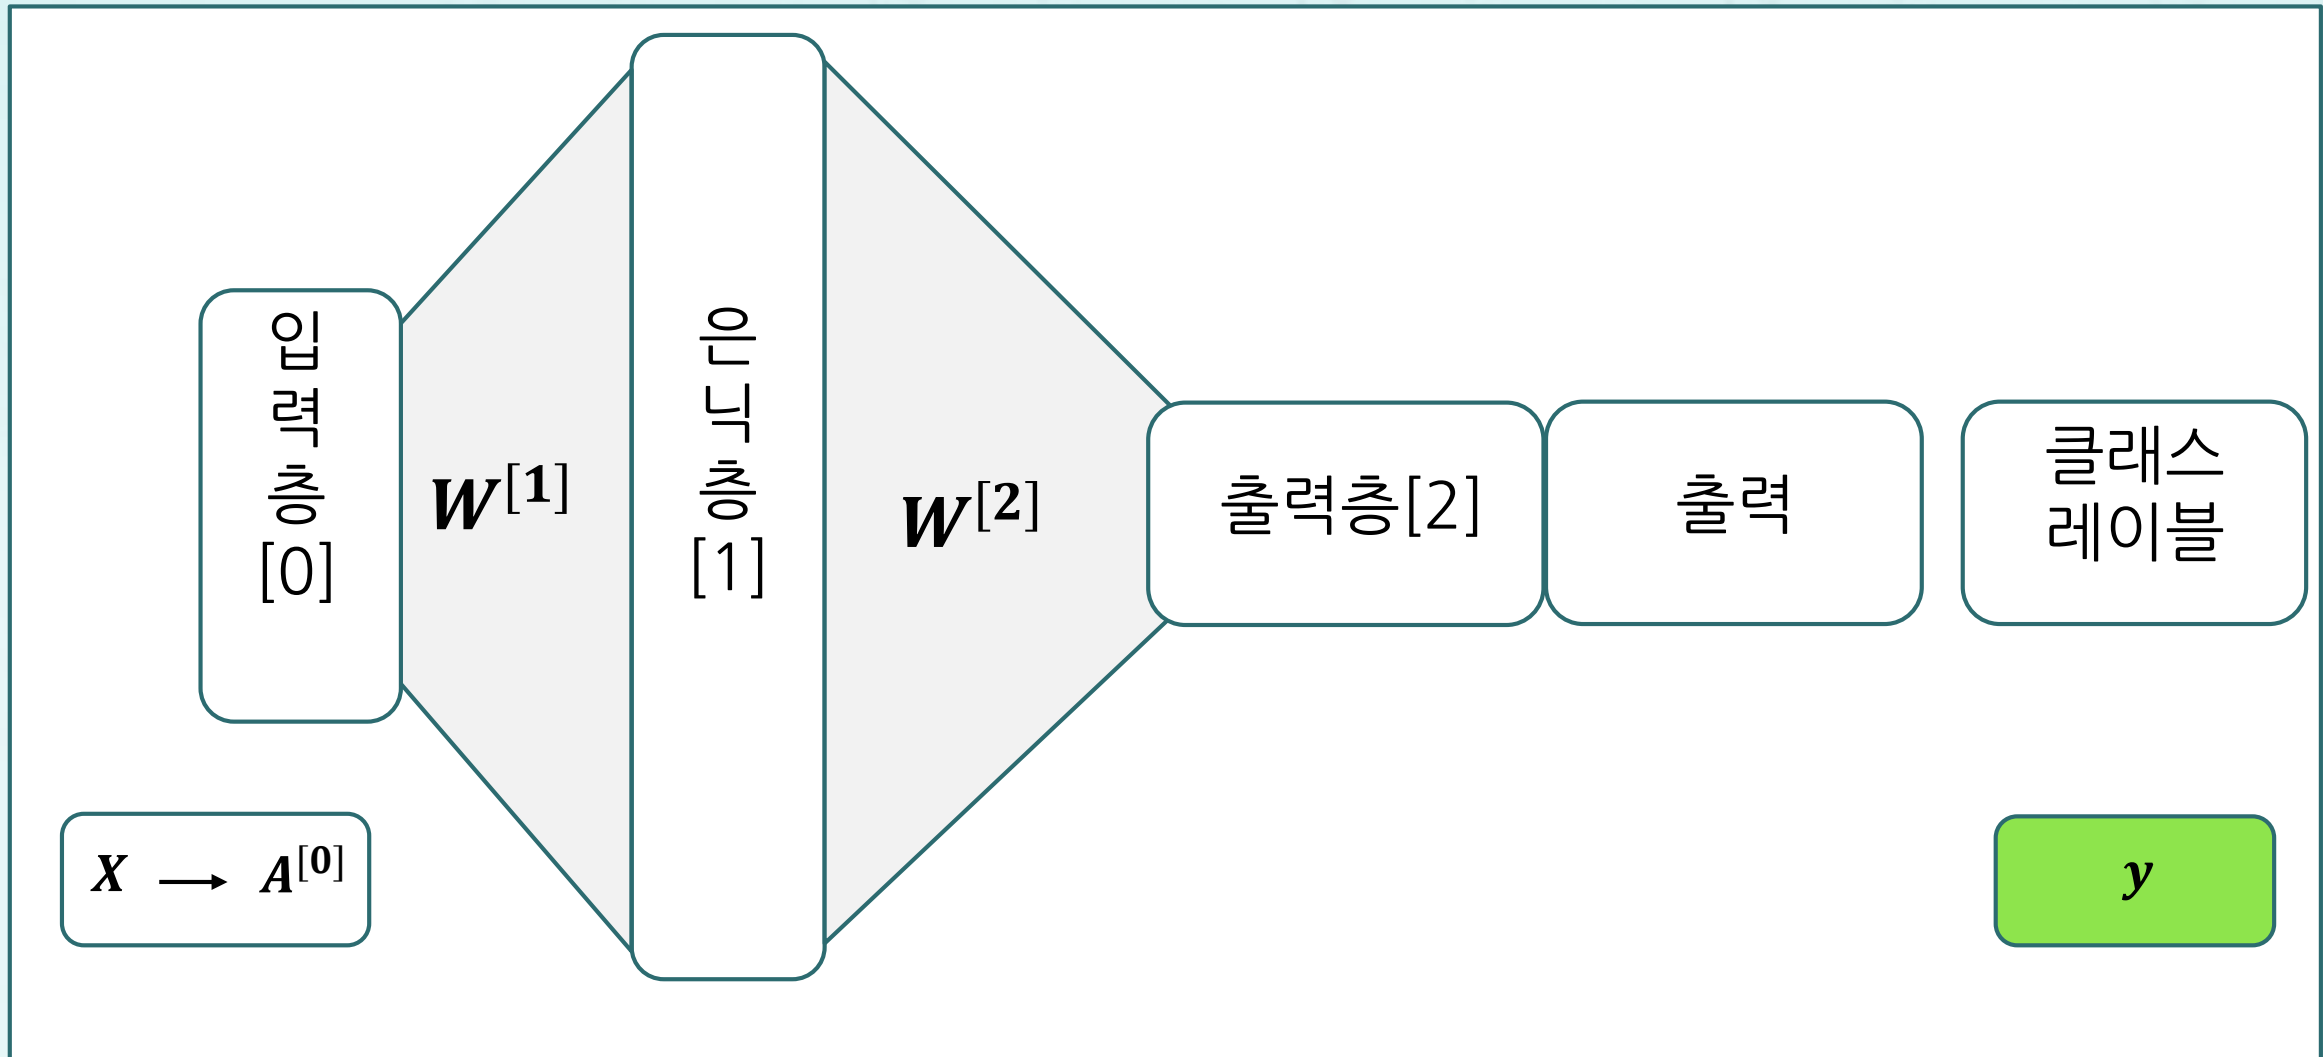 입
력
층
[0]
W^[1]
은
닉
층
[1]
W^[2]
출력층[2]
출력
클래스
레이블
X → A^[0]
y